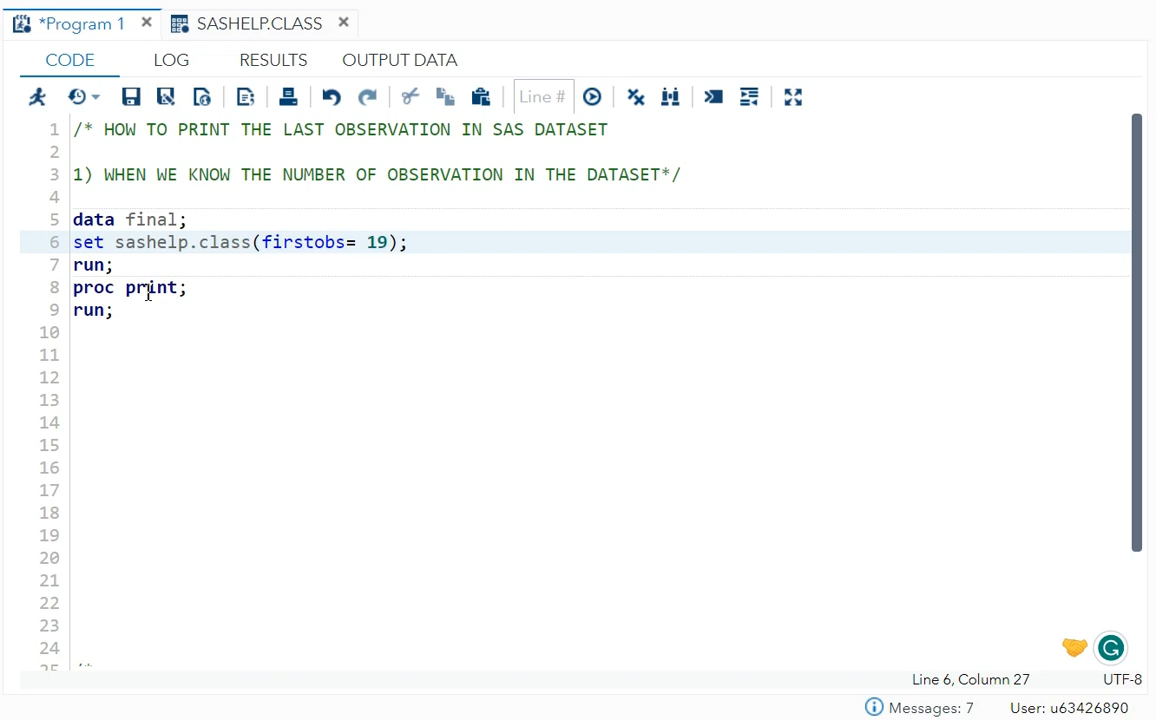 *Program 1 × SASHELP.CLASS ×
CODE LOG RESULTS OUTPUT DATA
Line #
1 /* HOW TO PRINT THE LAST OBSERVATION IN SAS DATASET
2
3 1) WHEN WE KNOW THE NUMBER OF OBSERVATION IN THE DATASET*/
4
5 data final;
6 set sashelp.class(firstobs= 19);
7 run;
8 proc print;
9 run;
10
11
12
13
14
15
16
17
18
19
20
21
22
23
24
25 /*
Line 6, Column 27 UTF-8
Messages: 7 User: u63426890